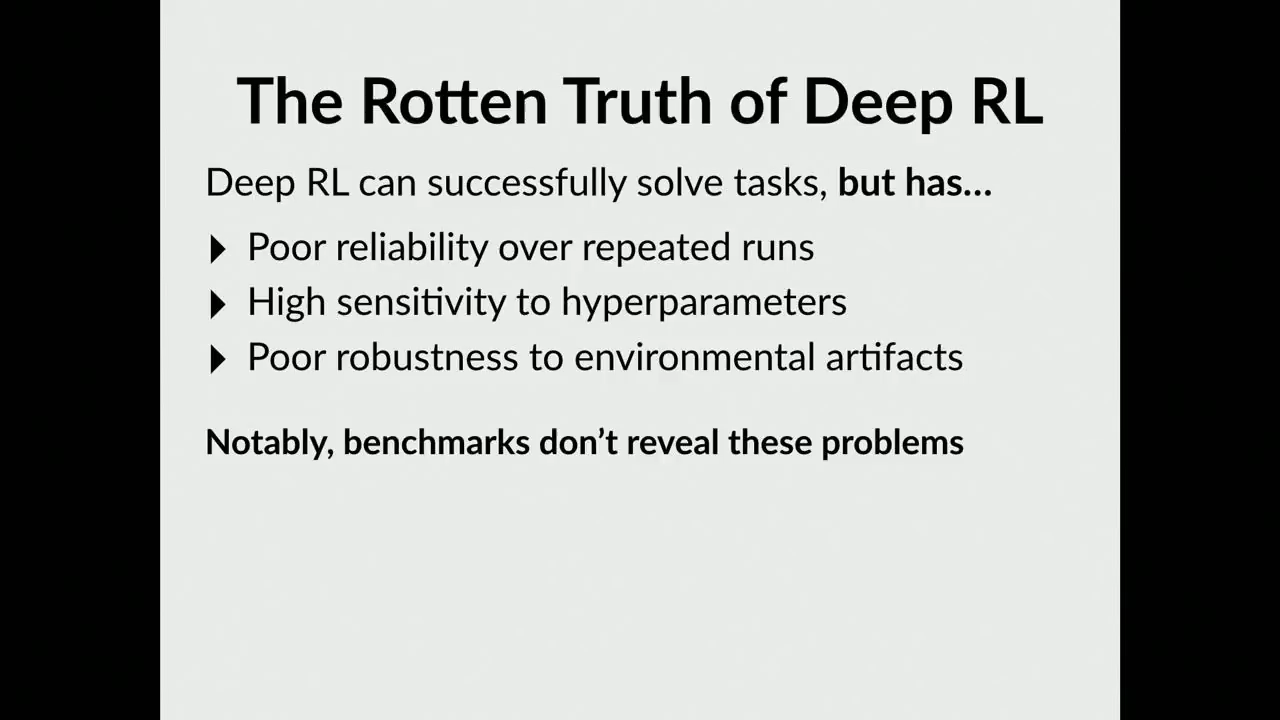 The Rotten Truth of Deep RL
Deep RL can successfully solve tasks, but has...
Poor reliability over repeated runs
High sensitivity to hyperparameters
Poor robustness to environmental artifacts
Notably, benchmarks don’t reveal these problems